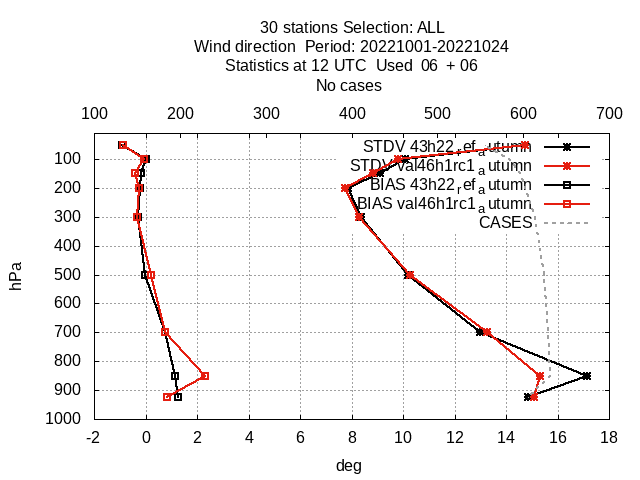 30 stations Selection: ALL
Wind direction  Period: 20221001-20221024
Statistics at 12 UTC  Used  06  + 06
No cases
100 200 300 400 500 600 700
STDV 43h22ref_autumn
STDV val46h1rc1_autumn
BIAS 43h22ref_autumn
BIAS val46h1rc1_autumn
CASES
100
200
300
400
500
600
700
800
900
1000
hPa
-2 0 2 4 6 8 10 12 14 16 18
deg